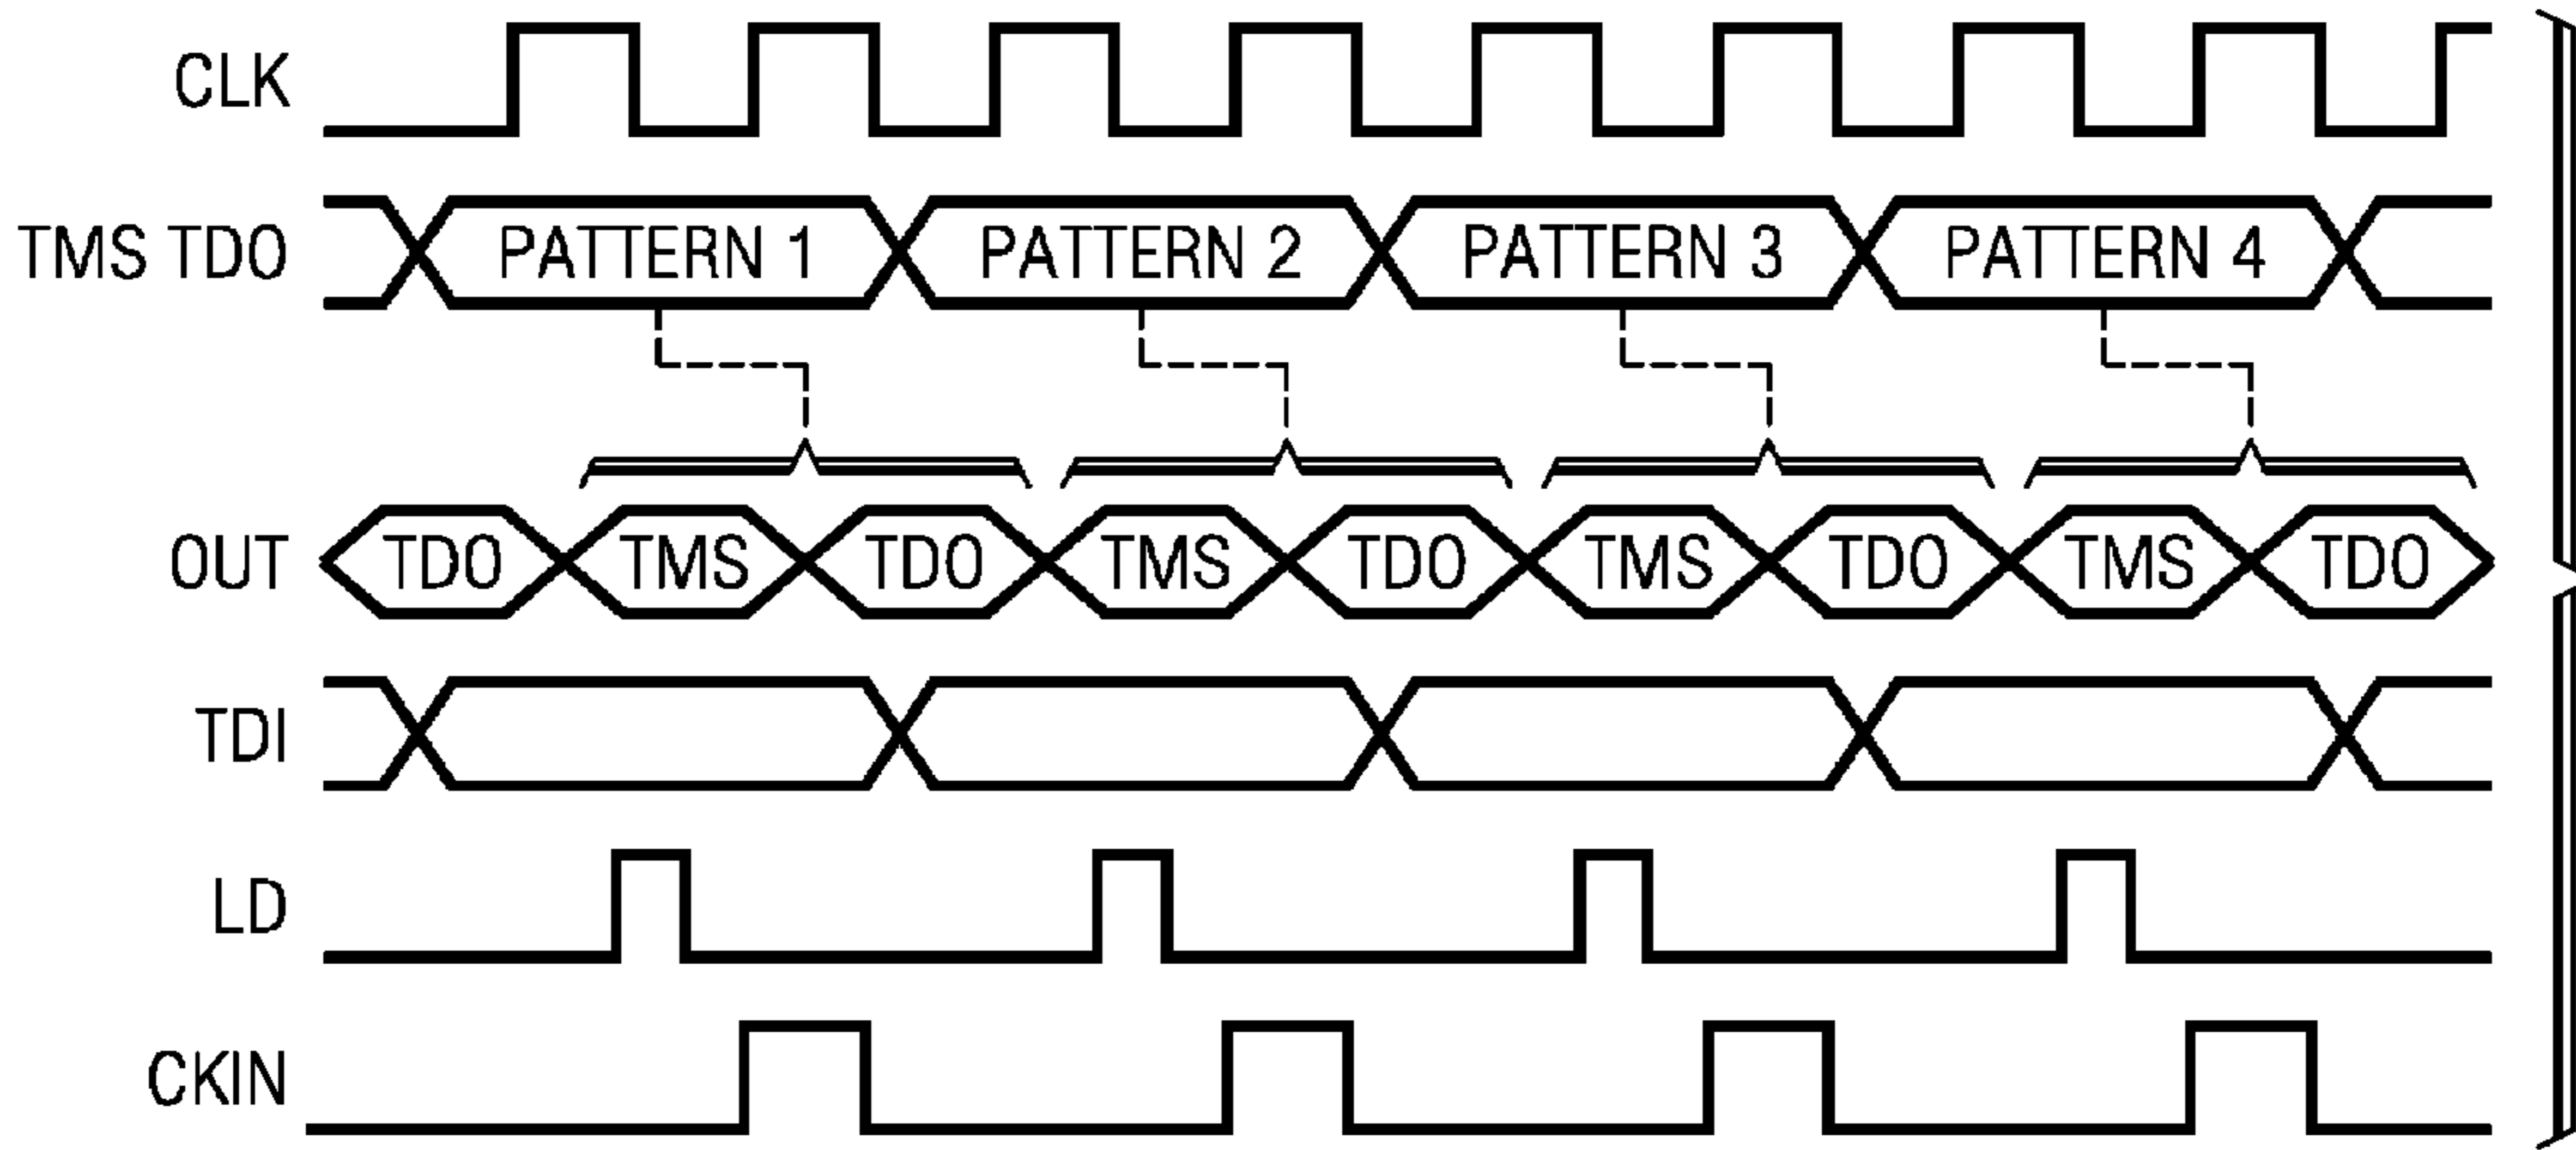 CLK
TMS TDO PATTERN 1 PATTERN 2 PATTERN 3 PATTERN 4
OUT TDO TMS TDO TMS TDO TMS TDO TMS TDO
TDI
LD
CKIN